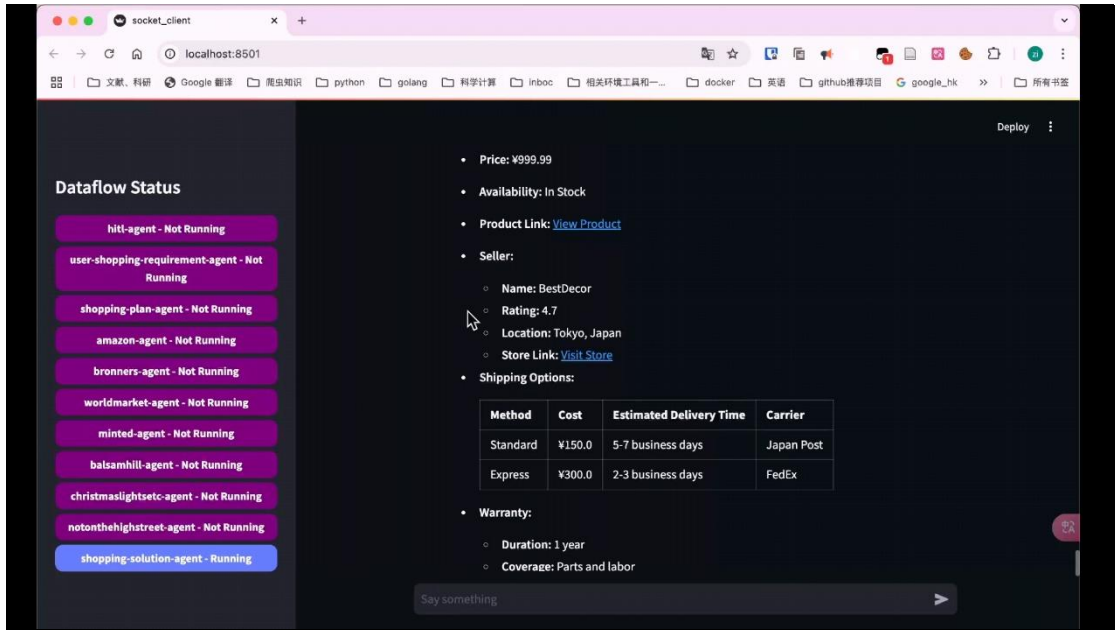 socket_client
localhost:8501
文献、科研
Google 翻译
爬虫知识
python
golang
科学计算
inboc
相关环境工具和一...
docker
英语
github推荐项目
google_hk
所有书签
Deploy
Dataflow Status
hitl-agent - Not Running
user-shopping-requirement-agent - Not
Running
shopping-plan-agent - Not Running
amazon-agent - Not Running
bronners-agent - Not Running
worldmarket-agent - Not Running
minted-agent - Not Running
balsamhill-agent - Not Running
christmaslightsetc-agent - Not Running
notonthehighstreet-agent - Not Running
shopping-solution-agent - Running
Price: ¥999.99
Availability: In Stock
Product Link: View Product
Seller:
Name: BestDecor
Rating: 4.7
Location: Tokyo, Japan
Store Link: Visit Store
Shipping Options:
Method Cost Estimated Delivery Time Carrier
Standard ¥150.0 5-7 business days Japan Post
Express ¥300.0 2-3 business days FedEx
Warranty:
Duration: 1 year
Coverage: Parts and labor
Say something